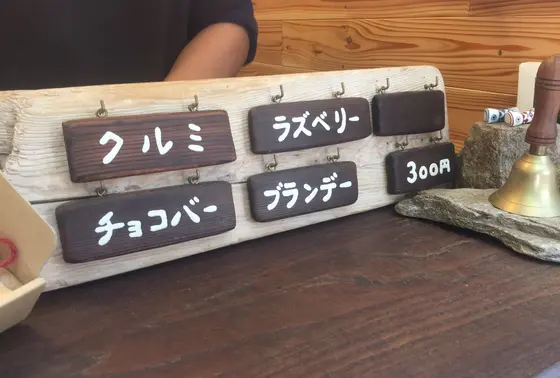 クルミ
ラズベリー
チョコバー
ブランデー
300円